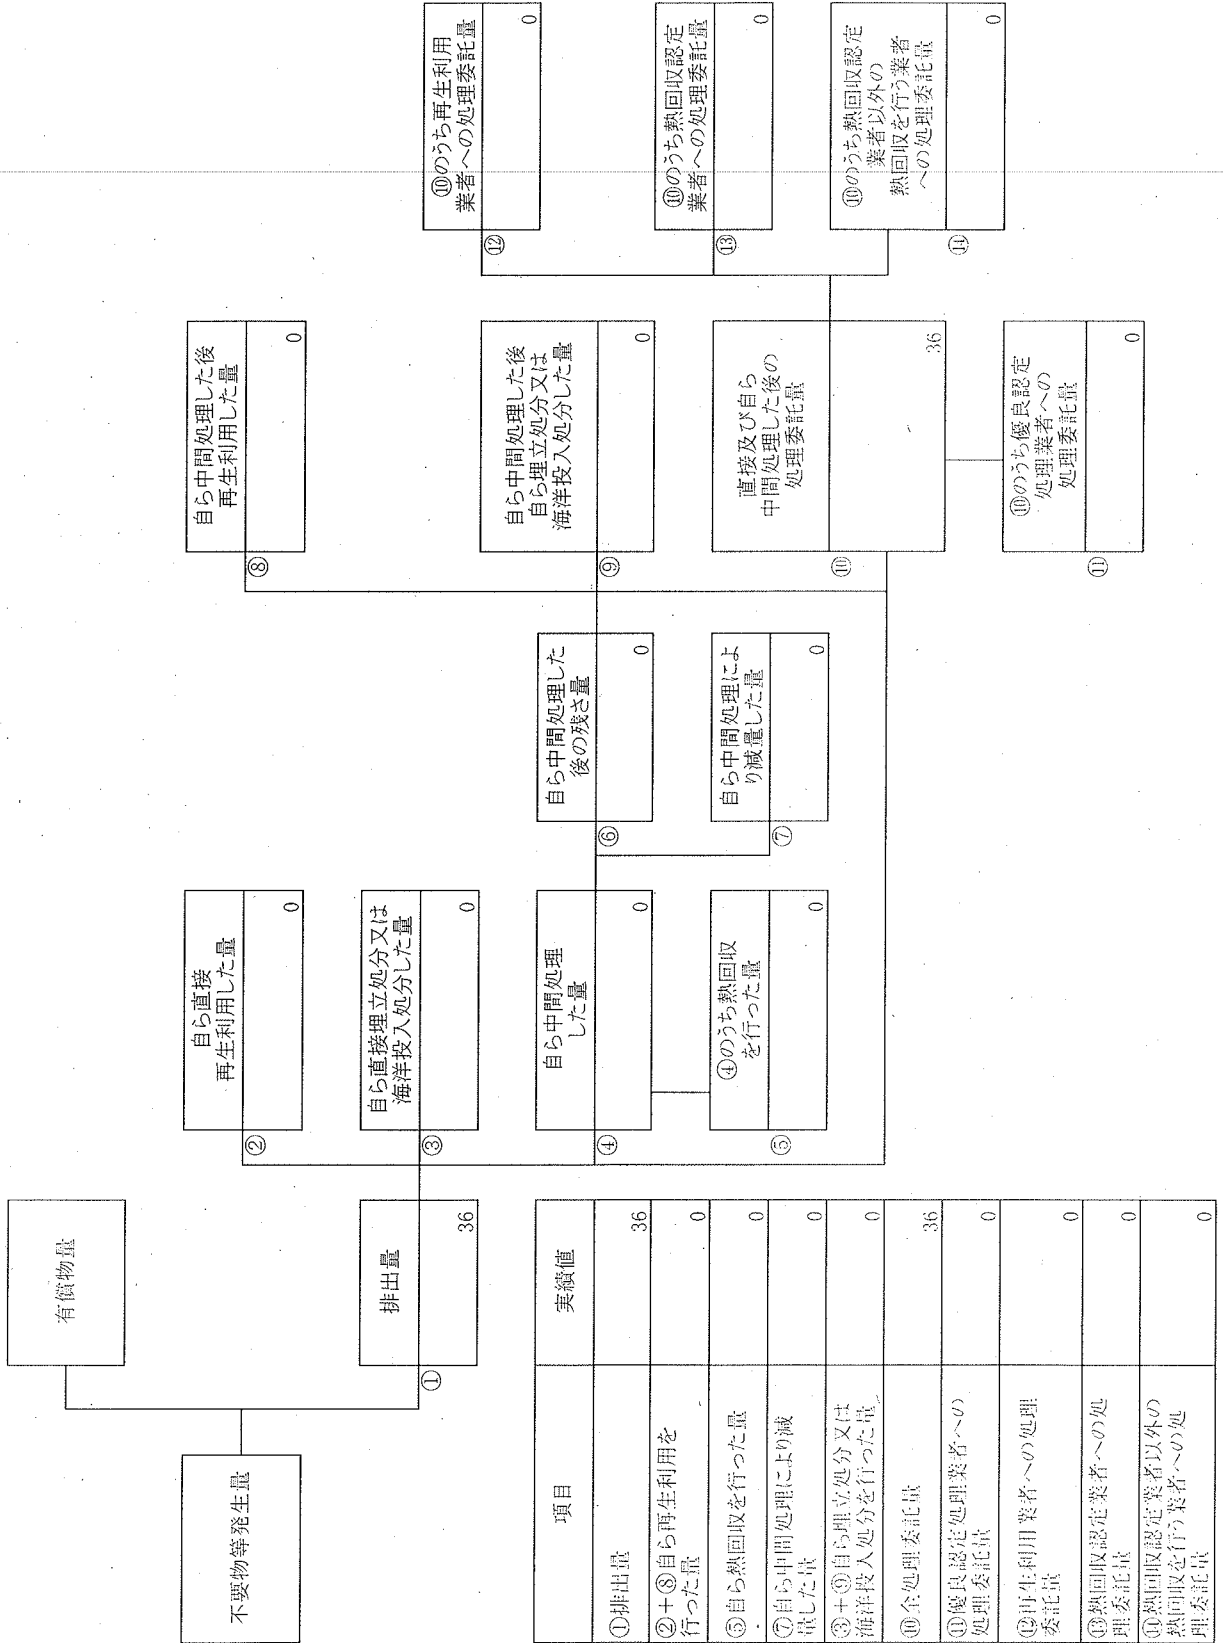 不要物等発生量
有償物量
①
排出量
36
②
自ら直接
再生利用した量
0
③
自ら直接埋立処分又は
海洋投入処分した量
0
④
自ら中間処理
した量
0
⑤
④のうち熱回収
を行った量
0
⑥
自ら中間処理した
後の残さ量
0
⑦
自ら中間処理によ
り減量した量
0
⑧
自ら中間処理した後
再生利用した量
0
⑨
自ら中間処理した後
自ら埋立処分又は
海洋投入処分した量
0
⑩
直接及び自ら
中間処理した後の
処理委託量
36
⑪
⑩のうち優良認定
処理業者への
処理委託量
0
⑫
⑩のうち再生利用
業者への処理委託量
0
⑬
⑩のうち熱回収認定
業者への処理委託量
0
⑭
⑩のうち熱回収認定
業者以外の
熱回収を行う業者
への処理委託量
0
項目
実績値
①排出量
36
②+⑧自ら再生利用を
行った量
0
⑤自ら熱回収を行った量
0
⑦自ら中間処理により減
量した量
0
③+⑨自ら埋立処分又は
海洋投入処分を行った量
0
⑩全処理委託量
36
⑪優良認定処理業者への
処理委託量
0
⑫再生利用業者への処理
委託量
0
⑬熱回収認定業者への処
理委託量
0
⑭熱回収認定業者以外の
熱回収を行う業者への処
理委託量
0